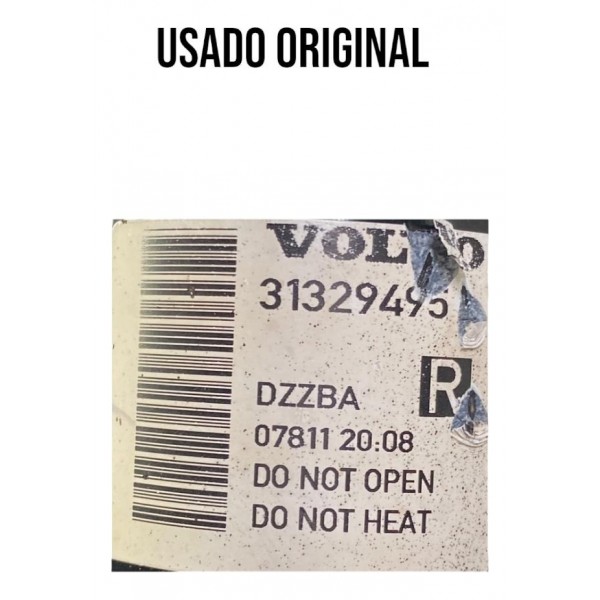 USADO ORIGINAL
VOLVO
31329495
R
DZZBA
07811 20:08
DO NOT OPEN
DO NOT HEAT